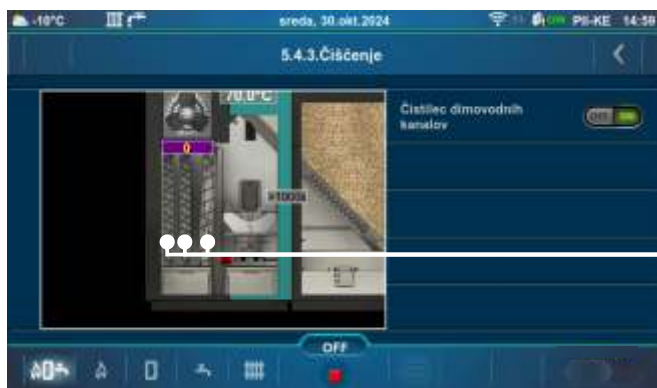 -10°C
sreda, 30.okt.2024
PII-KE 14:59
5.4.3.Čiščenje
70.0°C
Čistilec dimovodnih
kanalov
OFF
0
OFF